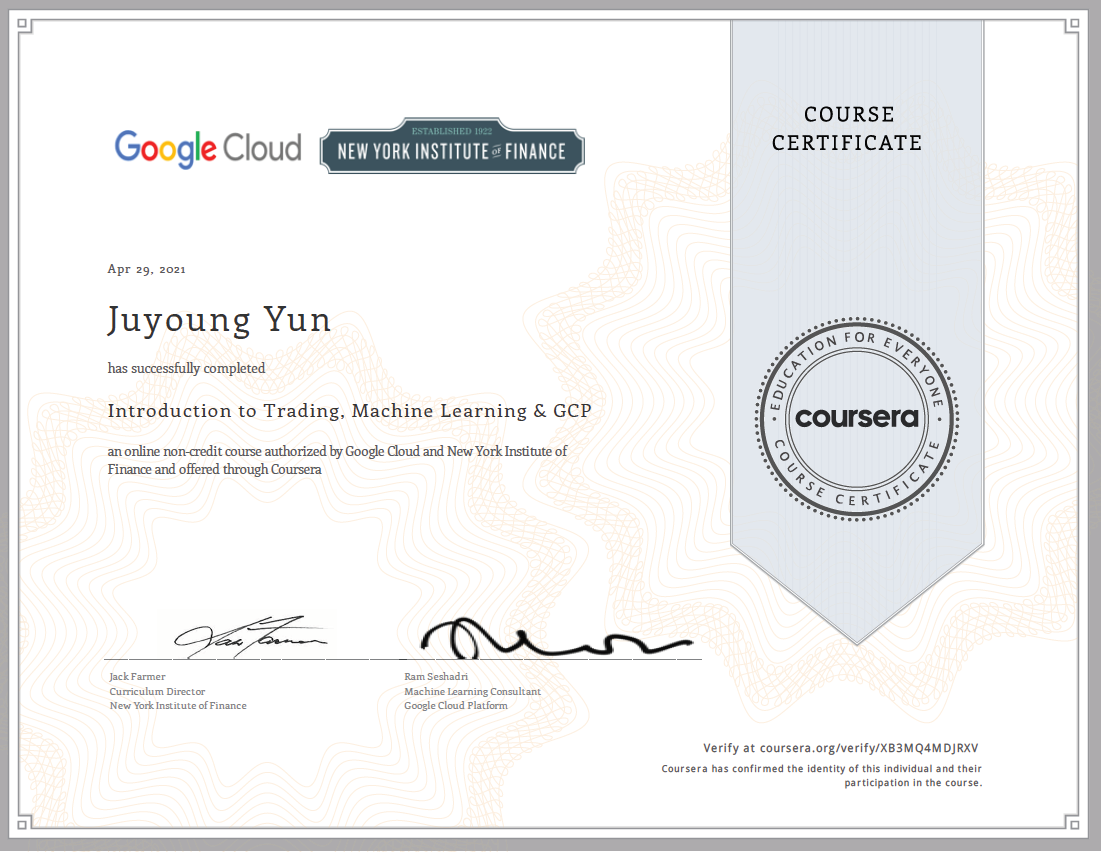 Google Cloud
ESTABLISHED 1922
NEW YORK INSTITUTE OF FINANCE
COURSE
CERTIFICATE
Apr 29, 2021
Juyoung Yun
has successfully completed
Introduction to Trading, Machine Learning & GCP
an online non-credit course authorized by Google Cloud and New York Institute of
Finance and offered through Coursera
EDUCATION FOR EVERYONE
coursera
COURSE CERTIFICATE
Jack Farmer
Curriculum Director
New York Institute of Finance
Ram Seshadri
Machine Learning Consultant
Google Cloud Platform
Verify at coursera.org/verify/XB3MQ4MDJRXV
Coursera has confirmed the identity of this individual and their
participation in the course.